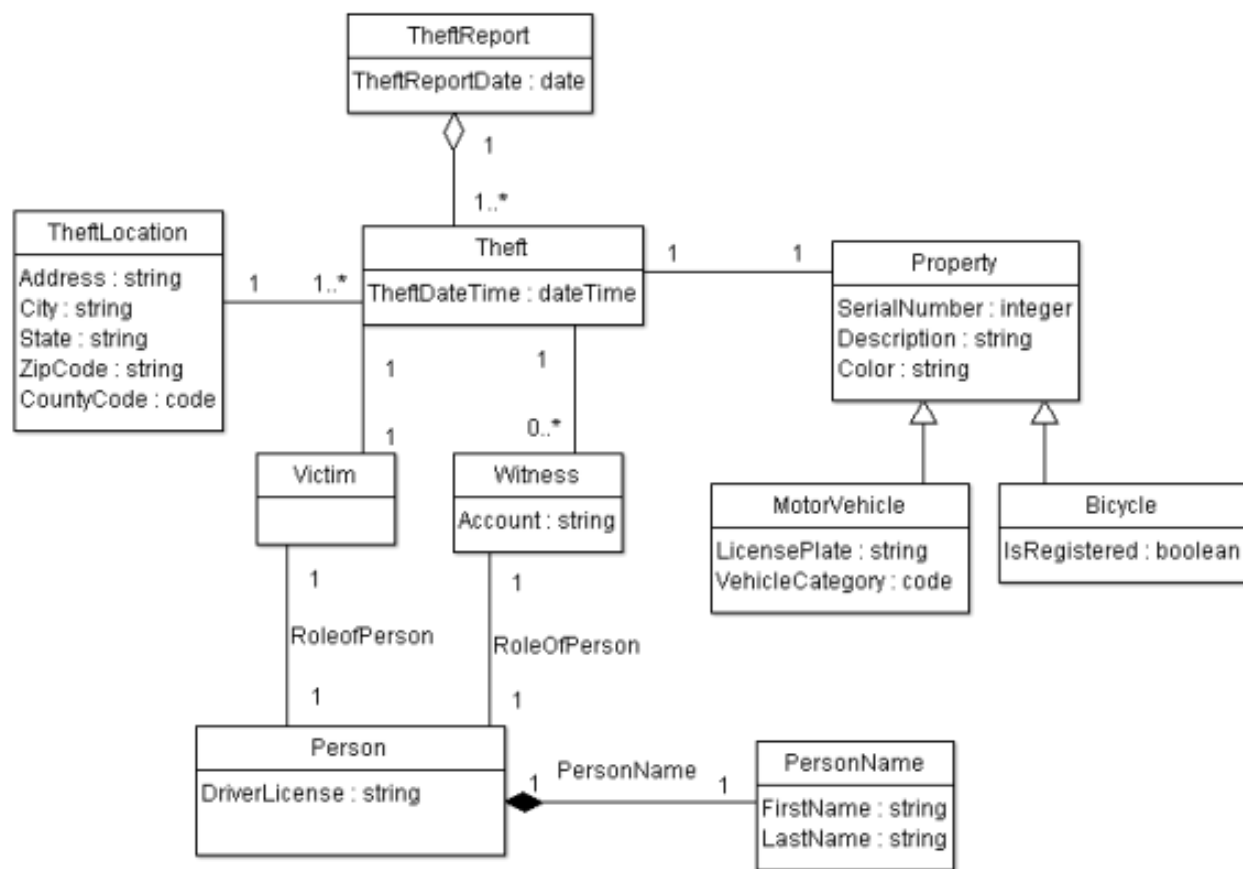 TheftReport
TheftReportDate : date
1
1..*
TheftLocation
Address : string
City : string
State : string
ZipCode : string
CountyCode : code
1
1..*
Theft
TheftDateTime : dateTime
1
1
Property
SerialNumber : integer
Description : string
Color : string
1
1
1
0..*
Victim
Witness
Account : string
MotorVehicle
LicensePlate : string
VehicleCategory : code
Bicycle
IsRegistered : boolean
1
RoleofPerson
1
1
RoleOfPerson
1
Person
DriverLicense : string
1
PersonName
1
PersonName
FirstName : string
LastName : string